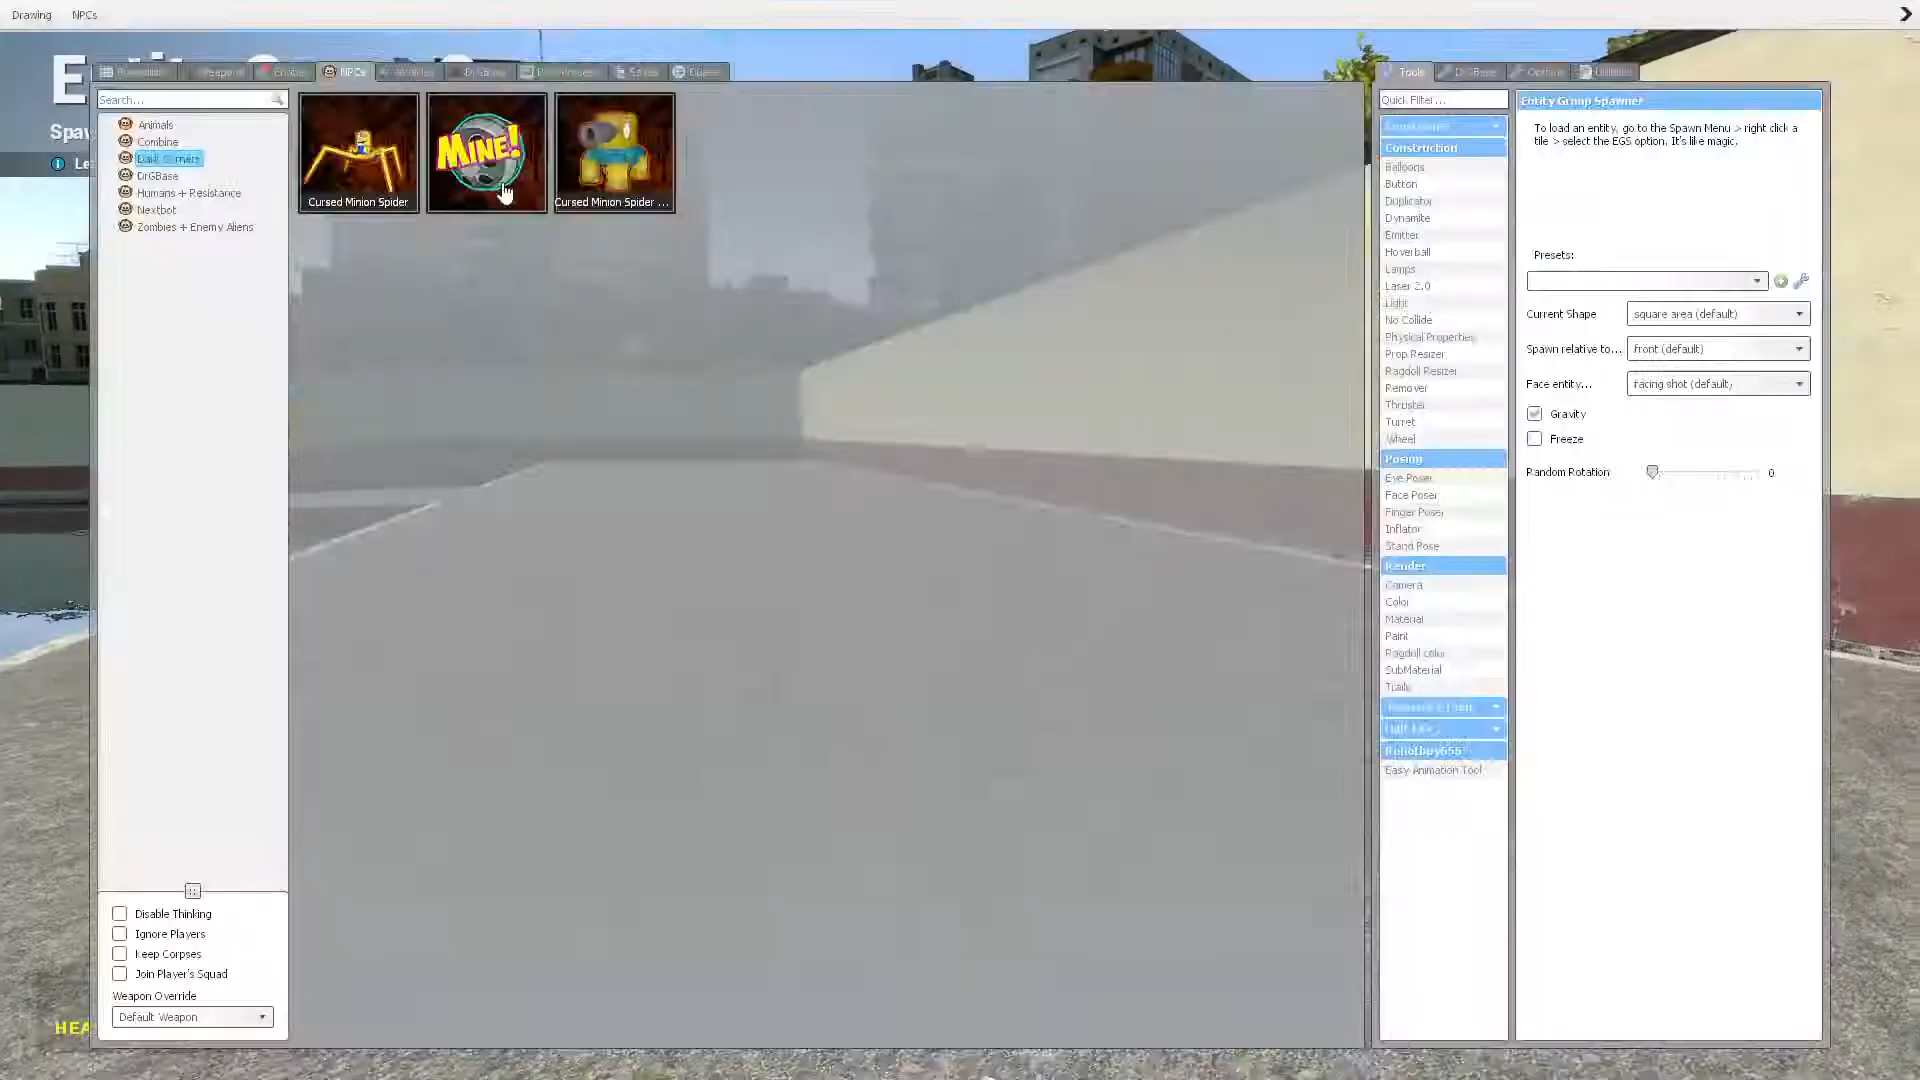 Drawing NPCs
E
Spaw
Le
NPCs
Tools
DrGBase
Options
Search...
Animals
Combine
DrGBase
Humans + Resistance
Nextbot
Zombies + Enemy Aliens
Cursed Minion Spider
MINE!
Cursed Minion Spider ...
Disable Thinking
Ignore Players
Keep Corpses
Join Player's Squad
Weapon Override
Default Weapon
HEA
Quick Filter...
Construction
Balloons
Button
Duplicator
Dynamite
Emitter
Hoverball
Lamps
Laser 2.0
Light
No Collide
Physical Properties
Prop Resizer
Ragdoll Resizer
Remover
Thruster
Turret
Wheel
Posing
Eye Poser
Face Poser
Finger Poser
Inflator
Stand Pose
Render
Camera
Color
Material
Paint
Ragdoll color
SubMaterial
Trails
Easy Animation Tool
Entity Group Spawner
To load an entity, go to the Spawn Menu > right click a
tile > select the EGS option. It's like magic.
Presets:
Current Shape square area (default)
Spawn relative to... front (default)
Face entity... facing shot (default)
Gravity
Freeze
Random Rotation 0